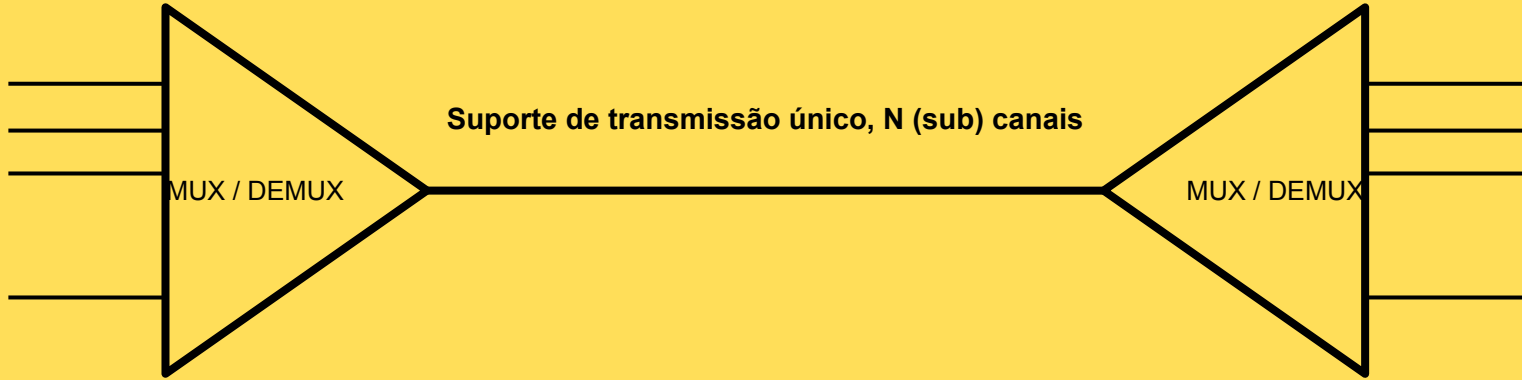 Suporte de transmissão único, N (sub) canais
MUX / DEMUX
MUX / DEMUX